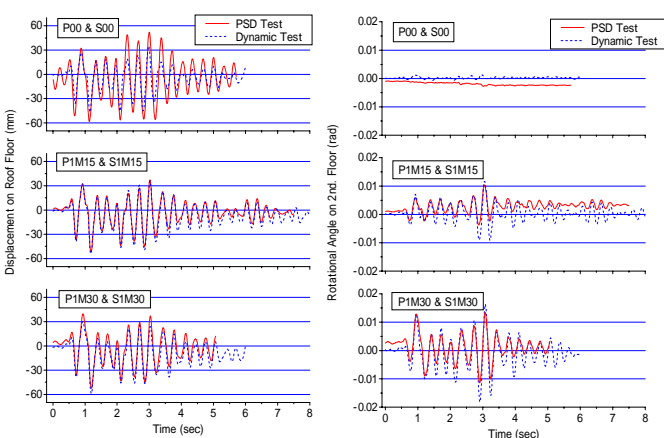 P00 & S00
PSD Test
Dynamic Test
60
30
0
-30
-60
P1M15 & S1M15
60
30
0
-30
-60
P1M30 & S1M30
60
30
0
-30
-60
0 1 2 3 4 5 6 7 8
Time (sec)
Displacement on Roof Floor (mm)
PSD Test
Dynamic Test
P00 & S00
0.02
0.01
0.00
-0.01
-0.02
P1M15 & S1M15
0.02
0.01
0.00
-0.01
-0.02
P1M30 & S1M30
0.02
0.01
0.00
-0.01
-0.02
0 1 2 3 4 5 6 7 8
Time (sec)
Rotational Angle on 2nd. Floor (rad)